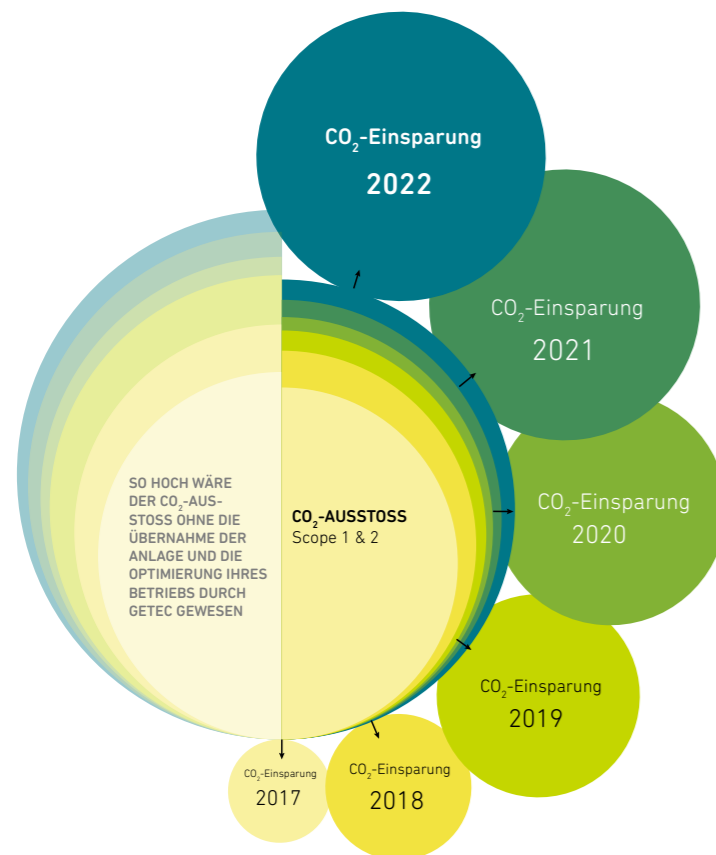 CO₂-Einsparung
2022
CO₂-Einsparung
2021
SO HOCH WÄRE
DER CO₂-AUS-
STOSS OHNE DIE
ÜBERNAHME DER
ANLAGE UND DIE
OPTIMIERUNG IHRES
BETRIEBS DURCH
GETEC GEWESEN
CO₂-AUSSTOSS
Scope 1 & 2
CO₂-Einsparung
2020
CO₂-Einsparung
2019
CO₂-Einsparung
2018
CO₂-Einsparung
2017